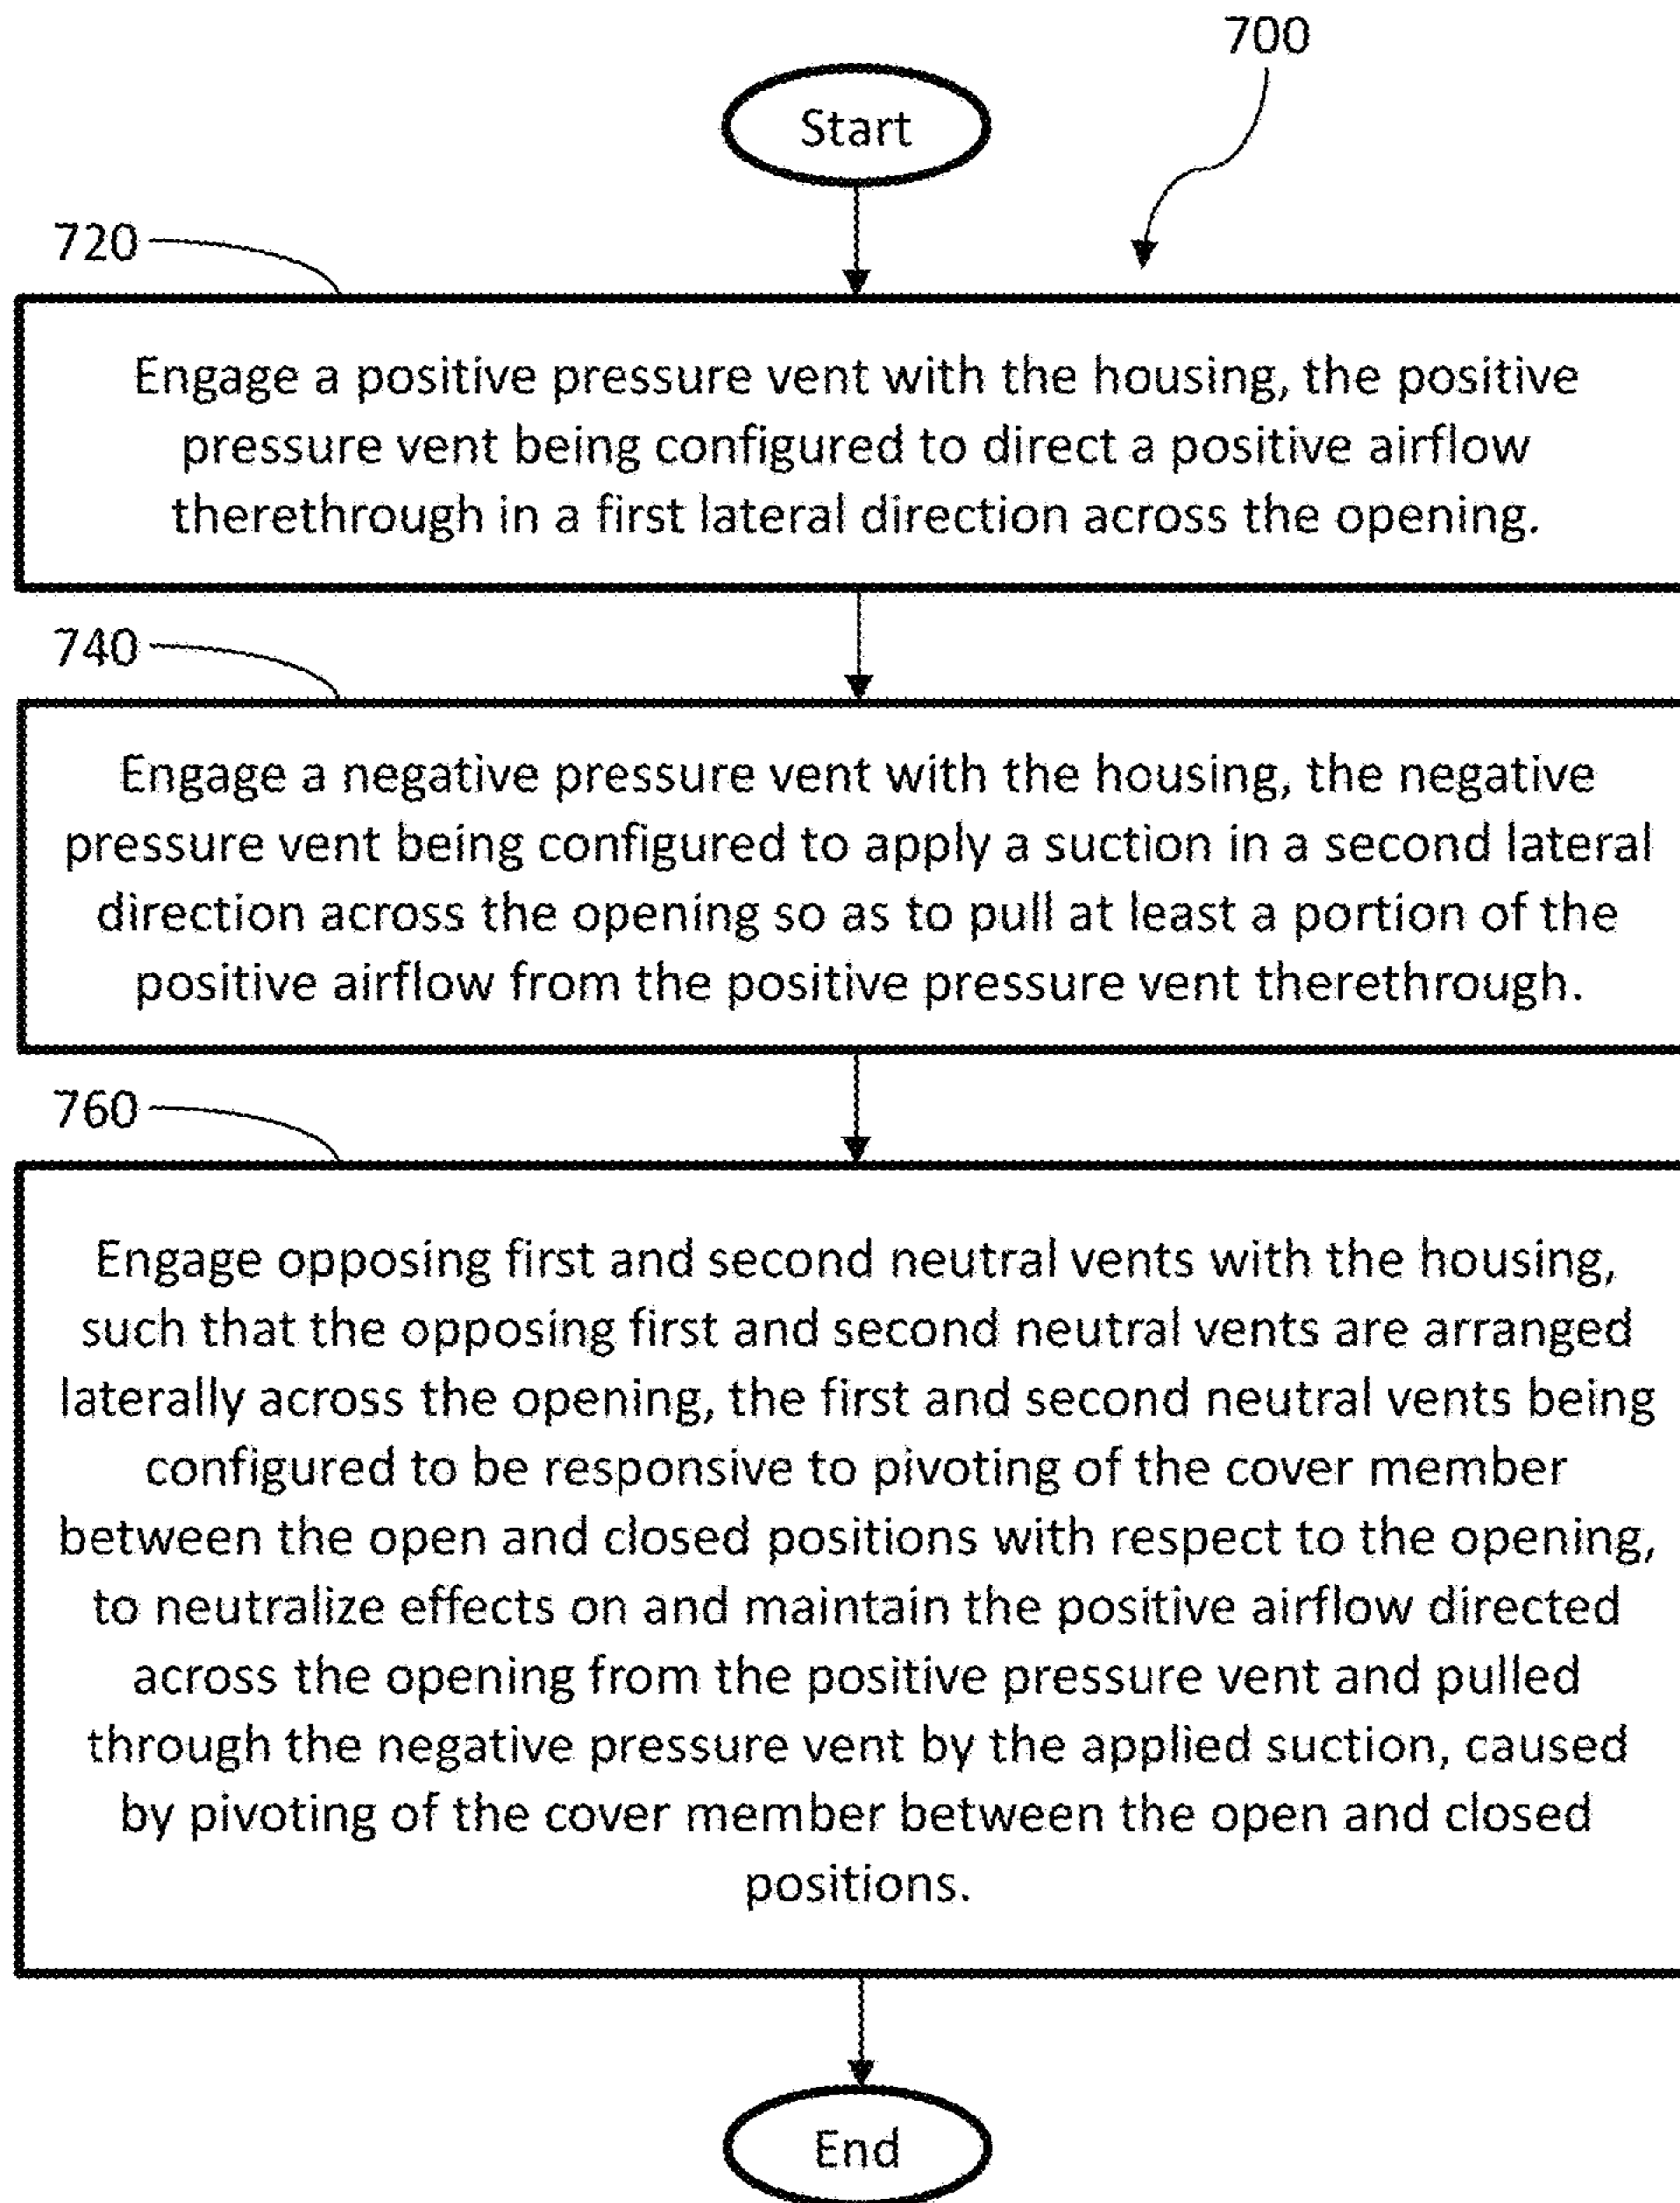 700
Start
720
Engage a positive pressure vent with the housing, the positive
pressure vent being configured to direct a positive airflow
therethrough in a first lateral direction across the opening.
740
Engage a negative pressure vent with the housing, the negative
pressure vent being configured to apply a suction in a second lateral
direction across the opening so as to pull at least a portion of the
positive airflow from the positive pressure vent therethrough.
760
Engage opposing first and second neutral vents with the housing,
such that the opposing first and second neutral vents are arranged
laterally across the opening, the first and second neutral vents being
configured to be responsive to pivoting of the cover member
between the open and closed positions with respect to the opening,
to neutralize effects on and maintain the positive airflow directed
across the opening from the positive pressure vent and pulled
through the negative pressure vent by the applied suction, caused
by pivoting of the cover member between the open and closed
positions.
End